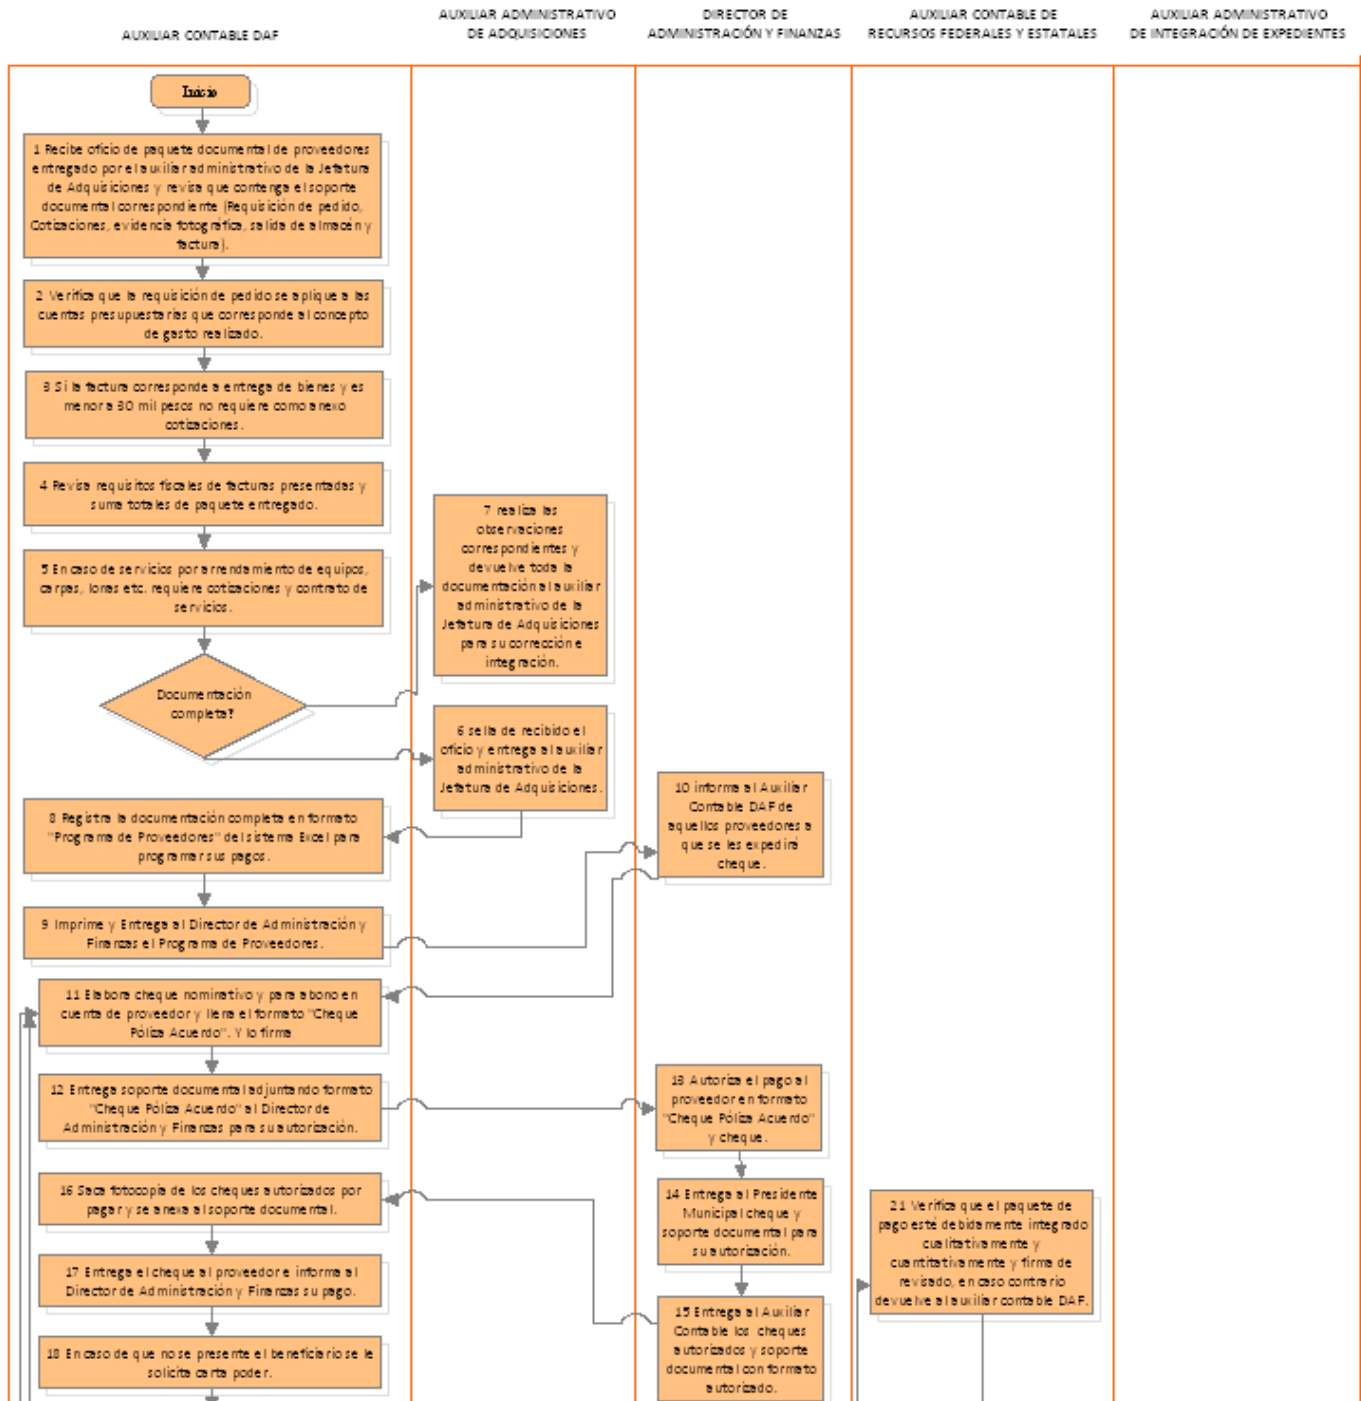 AUXILIAR CONTABLE DAF
AUXILIAR ADMINISTRATIVO
DE ADQUISICIONES
DIRECTOR DE
ADMINISTRACIÓN Y FINANZAS
AUXILIAR CONTABLE DE
RECURSOS FEDERALES Y ESTATALES
AUXILIAR ADMINISTRATIVO
DE INTEGRACIÓN DE EXPEDIENTES
Inicio
1 Recibe oficio de paquete documental de proveedores
entregado por el auxiliar administrativo de la Jefatura
de Adquisiciones y revisa que contenga el soporte
documental correspondiente (Requisición de pedido,
Cotizaciones, evidencia fotográfica, salida de almacén y
factura).
2 Verifica que la requisición de pedido se aplique a las
cuentas presupuestarias que corresponde al concepto
de gasto realizado.
3 Si la factura corresponde a entrega de bienes y es
menor a 30 mil pesos no requiere como anexo
cotizaciones.
4 Revisa requisitos fiscales de facturas presentadas y
suma totales de paquete entregado.
5 En caso de servicios por arrendamiento de equipos,
carpas, lonas etc. requiere cotizaciones y contrato de
servicios.
Documentación
completa?
7 realiza las
observaciones
correspondientes y
devuelve toda la
documentación al auxiliar
administrativo de la
Jefatura de Adquisiciones
para su corrección e
integración.
6 sella de recibido el
oficio y entrega al auxiliar
administrativo de la
Jefatura de Adquisiciones.
8 Registra la documentación completa en formato
"Programa de Proveedores" del sistema Excel para
programar sus pagos.
9 Imprime y Entrega al Director de Administración y
Finanzas el Programa de Proveedores.
10 informa al Auxiliar
Contable DAF de
aquellos proveedores a
que se les expedirá
cheque.
11 Elabora cheque nominativo y para abono en
cuenta de proveedor y llena el formato "Cheque
Póliza Acuerdo". Y lo firma
12 Entrega soporte documental adjuntando formato
"Cheque Póliza Acuerdo" al Director de
Administración y Finanzas para su autorización.
13 Autoriza el pago al
proveedor en formato
"Cheque Póliza Acuerdo"
y cheque.
14 Entrega al Presidente
Municipal cheque y
soporte documental para
su autorización.
15 Entrega al Auxiliar
Contable los cheques
autorizados y soporte
documental con formato
autorizado.
16 Saca fotocopia de los cheques autorizados por
pagar y se anexa al soporte documental.
17 Entrega el cheque al proveedor e informa al
Director de Administración y Finanzas su pago.
18 En caso de que no se presente el beneficiario se le
solicita carta poder.
21 Verifica que el paquete de
pago esté debidamente integrado
cualitativamente y
cuantitativamente y firma de
revisado, en caso contrario
devuelve al auxiliar contable DAF.